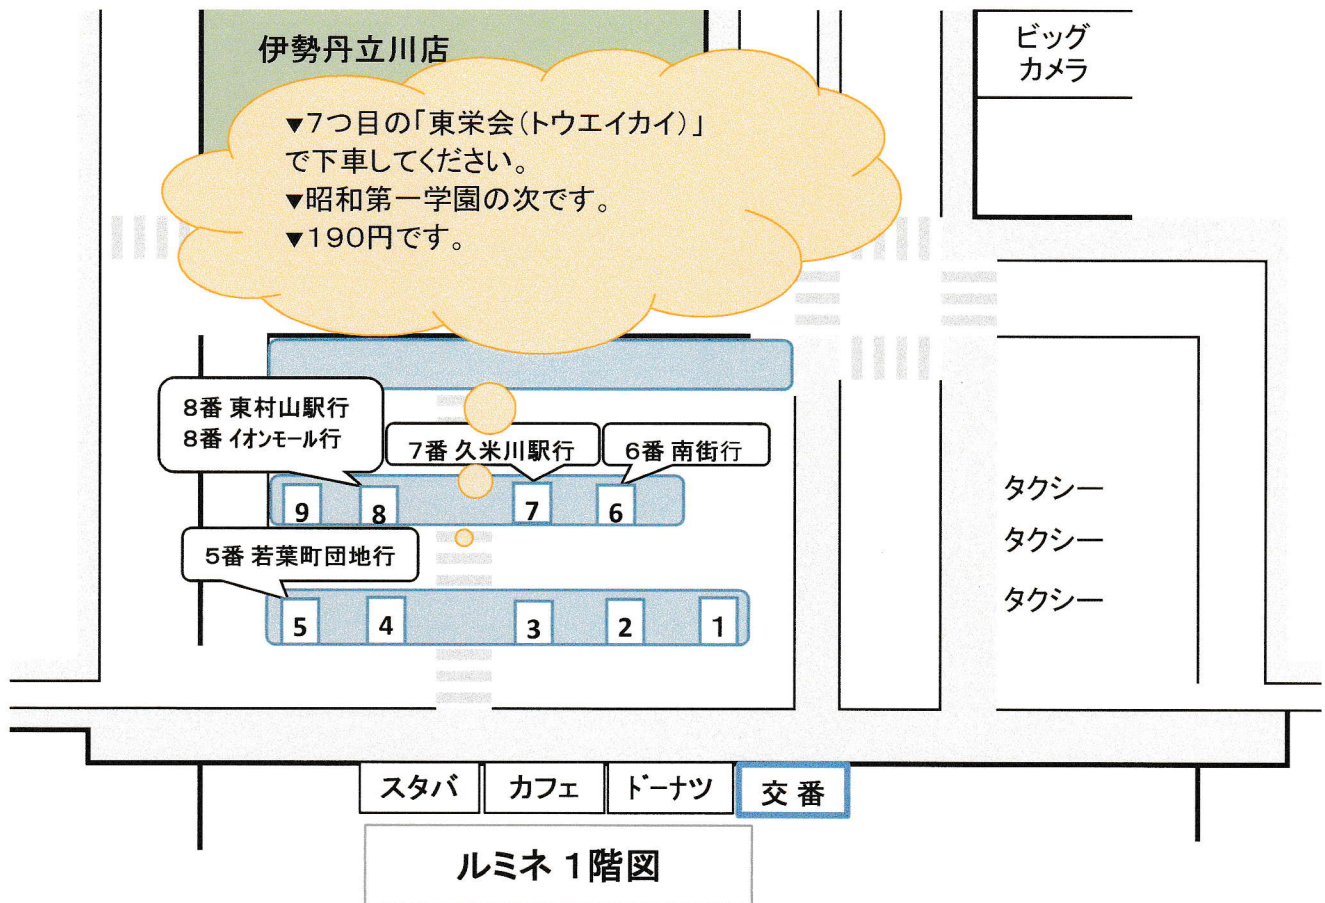 伊勢丹立川店
ビッグ
カメラ
▼7つ目の「東栄会(トウエイカイ)」
で下車してください。
▼昭和第一学園の次です。
▼190円です。
8番 東村山駅行
8番 イオンモール行
7番 久米川駅行
6番 南街行
9
8
7
6
5番 若葉町団地行
5
4
3
2
1
タクシー
タクシー
タクシー
スタバ
カフェ
ドーナツ
交番
ルミネ 1階図